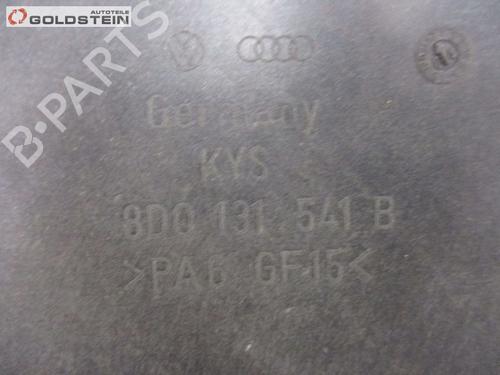 AUTOTEILE
GOLDSTEIN
B-PARTS
Germany
KYS
8D0 131 541 B
>PA6 GF15<